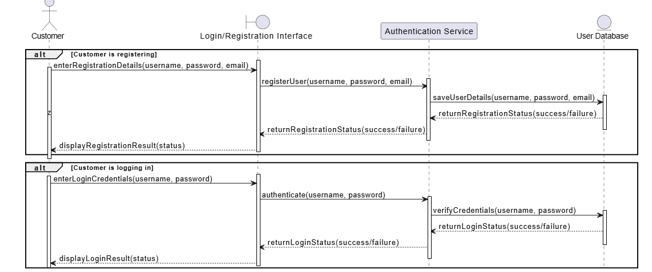 Customer
Login/Registration Interface
Authentication Service
User Database
alt [Customer is registering]
enterRegistrationDetails(username, password, email)
registerUser(username, password, email)
saveUserDetails(username, password, email)
returnRegistrationStatus(success/failure)
returnRegistrationStatus(success/failure)
displayRegistrationResult(status)
alt [Customer is logging in]
enterLoginCredentials(username, password)
authenticate(username, password)
verifyCredentials(username, password)
returnLoginStatus(success/failure)
returnLoginStatus(success/failure)
displayLoginResult(status)